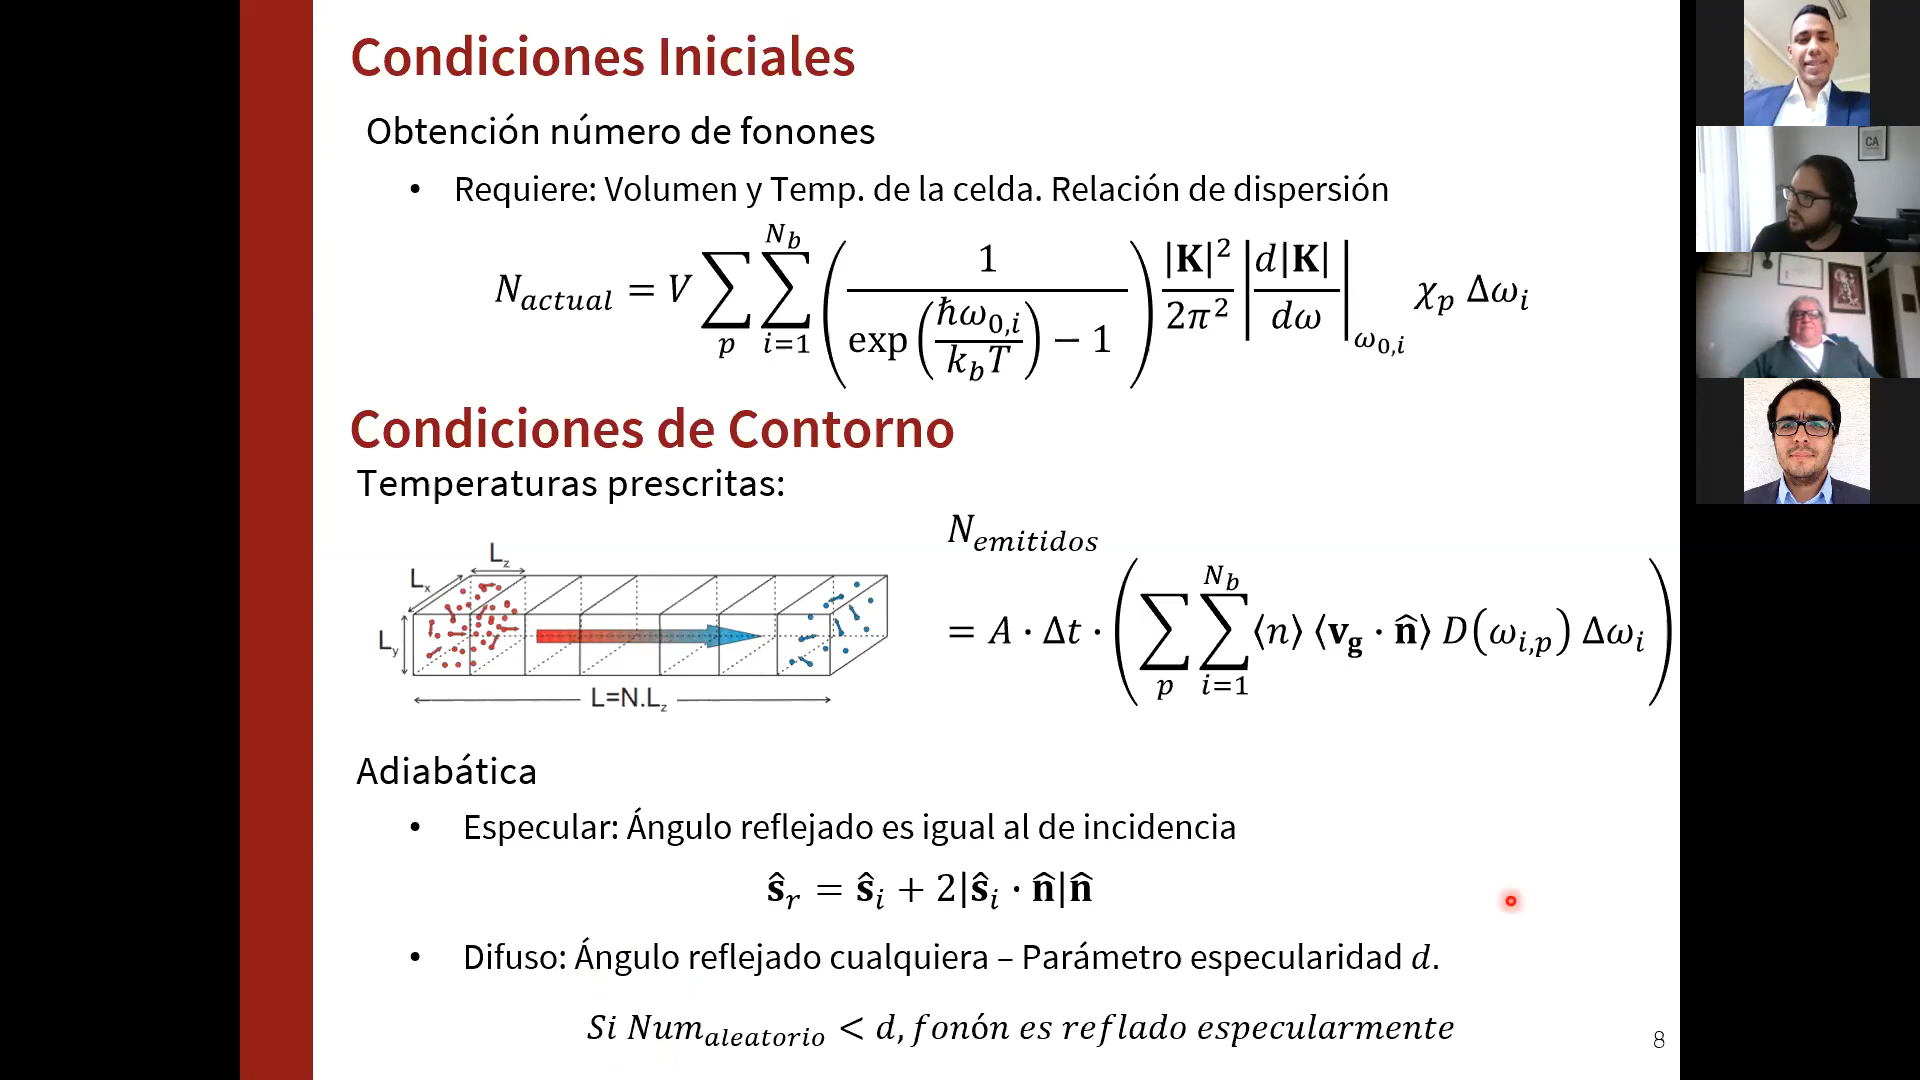 Condiciones Iniciales
Obtención número de fonones
• Requiere: Volumen y Temp. de la celda. Relación de dispersión
N_{actual} = V \sum_{p} \sum_{i=1}^{N_b} \left( \frac{1}{\exp\left(\frac{\hbar\omega_{0,i}}{k_b T}\right) - 1} \right) \frac{|\mathbf{K}|^2}{2\pi^2} \left| \frac{d|\mathbf{K}|}{d\omega} \right|_{\omega_{0,i}} \chi_p \Delta\omega_i
Condiciones de Contorno
Temperaturas prescritas:
L_x
L_z
L_y
L=N.L_z
N_{emitidos}
= A \cdot \Delta t \cdot \left( \sum_{p} \sum_{i=1}^{N_b} \langle n \rangle \langle \mathbf{v_g} \cdot \hat{\mathbf{n}} \rangle D(\omega_{i,p}) \Delta\omega_i \right)
Adiabática
• Especular: Ángulo reflejado es igual al de incidencia
\hat{\mathbf{s}}_r = \hat{\mathbf{s}}_i + 2|\hat{\mathbf{s}}_i \cdot \hat{\mathbf{n}}|\hat{\mathbf{n}}
• Difuso: Ángulo reflejado cualquiera – Parámetro especularidad d.
Si Num_{aleatorio} < d, fonón es reflado especularmente
8
CA